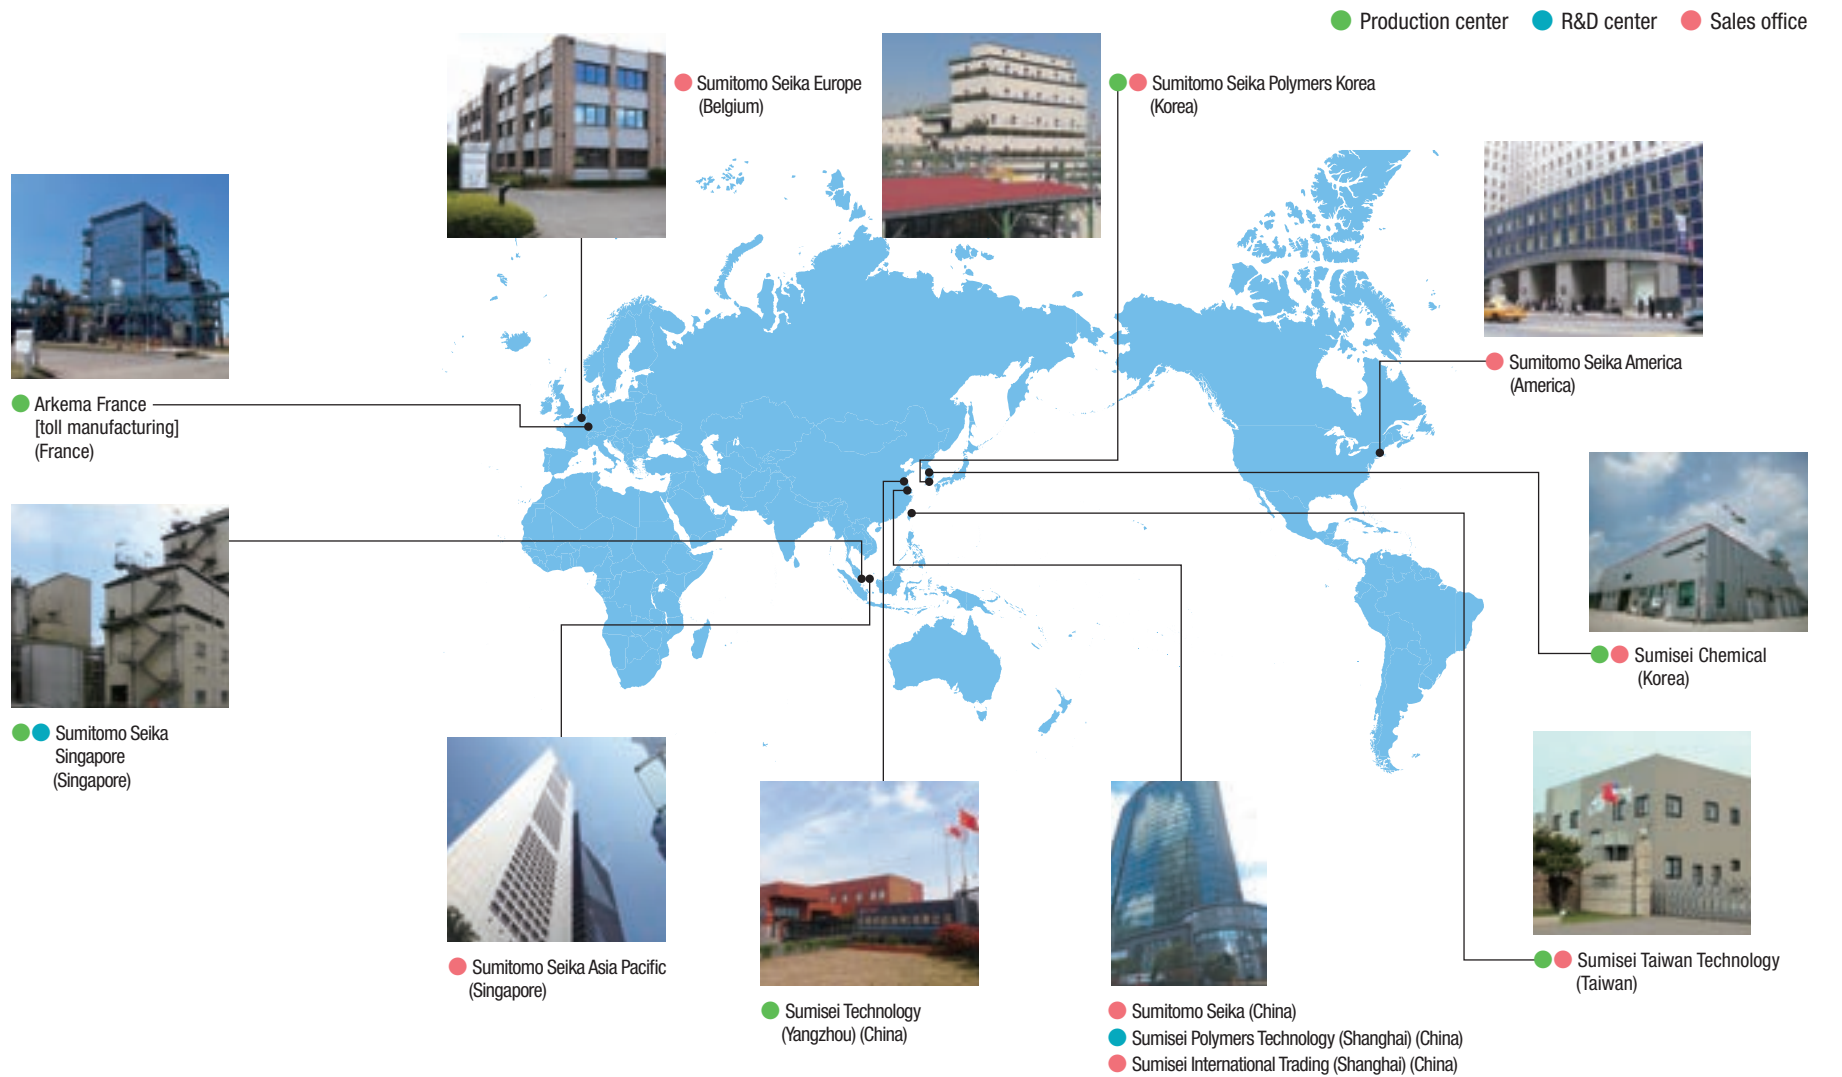 Production center
R&D center
Sales office
Sumitomo Seika Europe
(Belgium)
Sumitomo Seika Polymers Korea
(Korea)
Sumitomo Seika America
(America)
Arkema France
[toll manufacturing]
(France)
Sumitomo Seika
Singapore
(Singapore)
Sumisei Chemical
(Korea)
Sumitomo Seika Asia Pacific
(Singapore)
Sumisei Technology
(Yangzhou) (China)
Sumitomo Seika (China)
Sumisei Polymers Technology (Shanghai) (China)
Sumisei International Trading (Shanghai) (China)
Sumisei Taiwan Technology
(Taiwan)